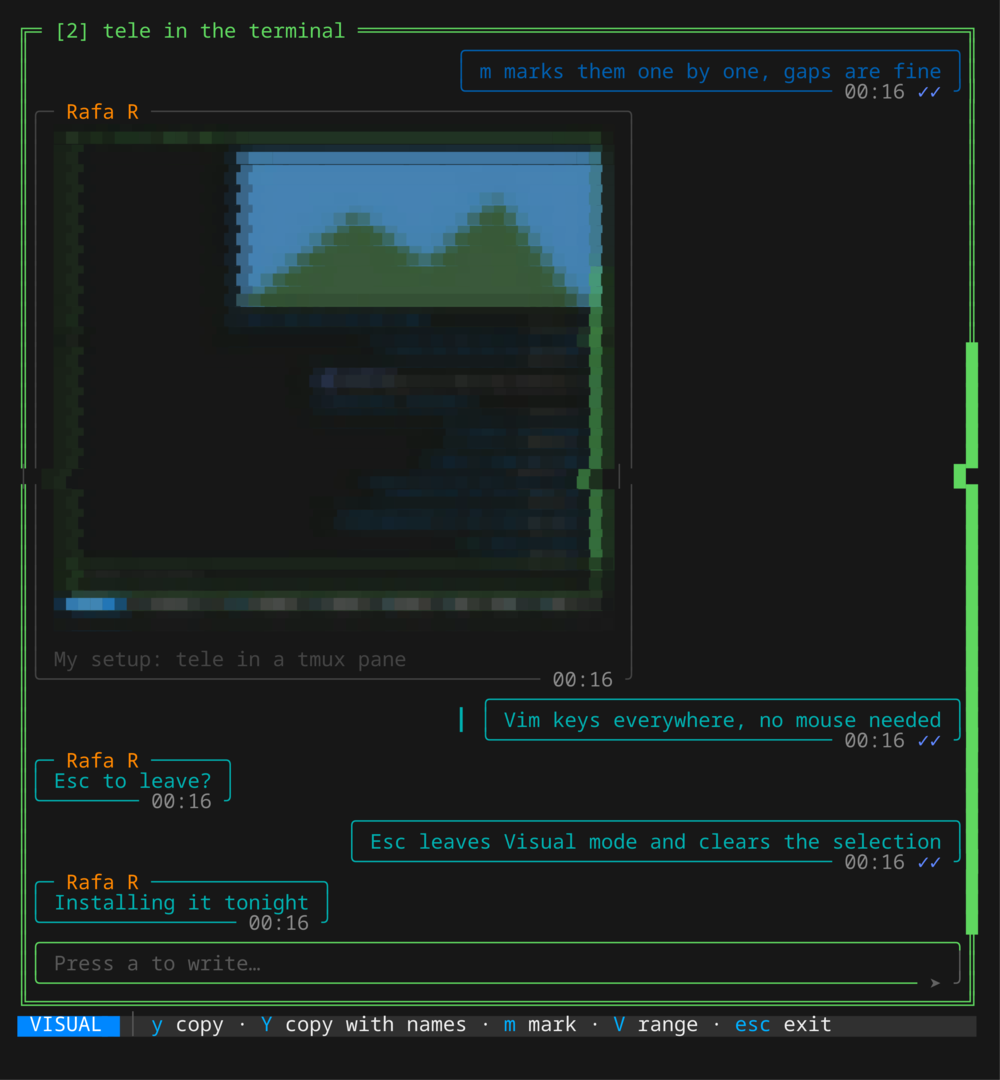 [2] tele in the terminal
m marks them one by one, gaps are fine
00:16 ✓✓
Rafa R
My setup: tele in a tmux pane
00:16
Vim keys everywhere, no mouse needed
00:16 ✓✓
Rafa R
Esc to leave?
00:16
Esc leaves Visual mode and clears the selection
00:16 ✓✓
Rafa R
Installing it tonight
00:16
Press a to write…
VISUAL │ y copy · Y copy with names · m mark · V range · esc exit